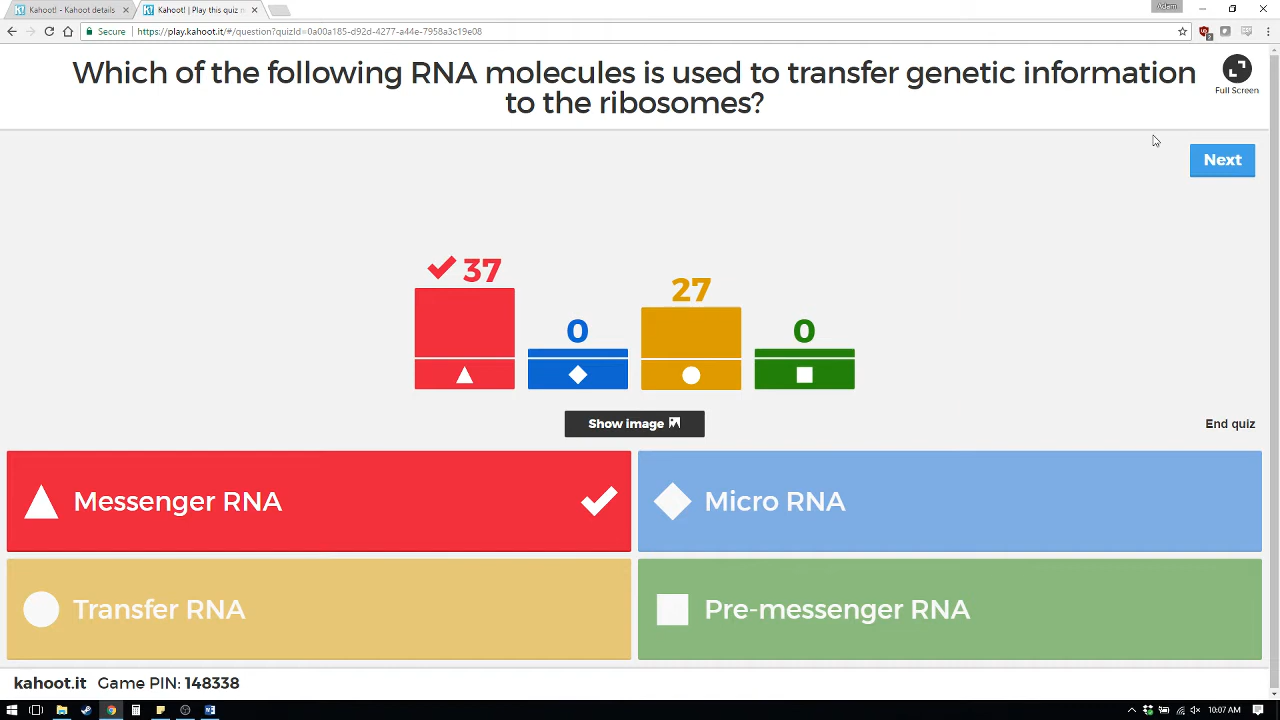 Kahoot! - Kahoot details
Kahoot! | Play this quiz n
Adam
Secure
https://play.kahoot.it/#/question?quizId=0a00a185-d92d-4277-a44e-7958a3c19e08
Which of the following RNA molecules is used to transfer genetic information
to the ribosomes?
Full Screen
Next
37
0
27
0
Show image
End quiz
Messenger RNA
Micro RNA
Transfer RNA
Pre-messenger RNA
kahoot.it Game PIN: 148338
10:07 AM